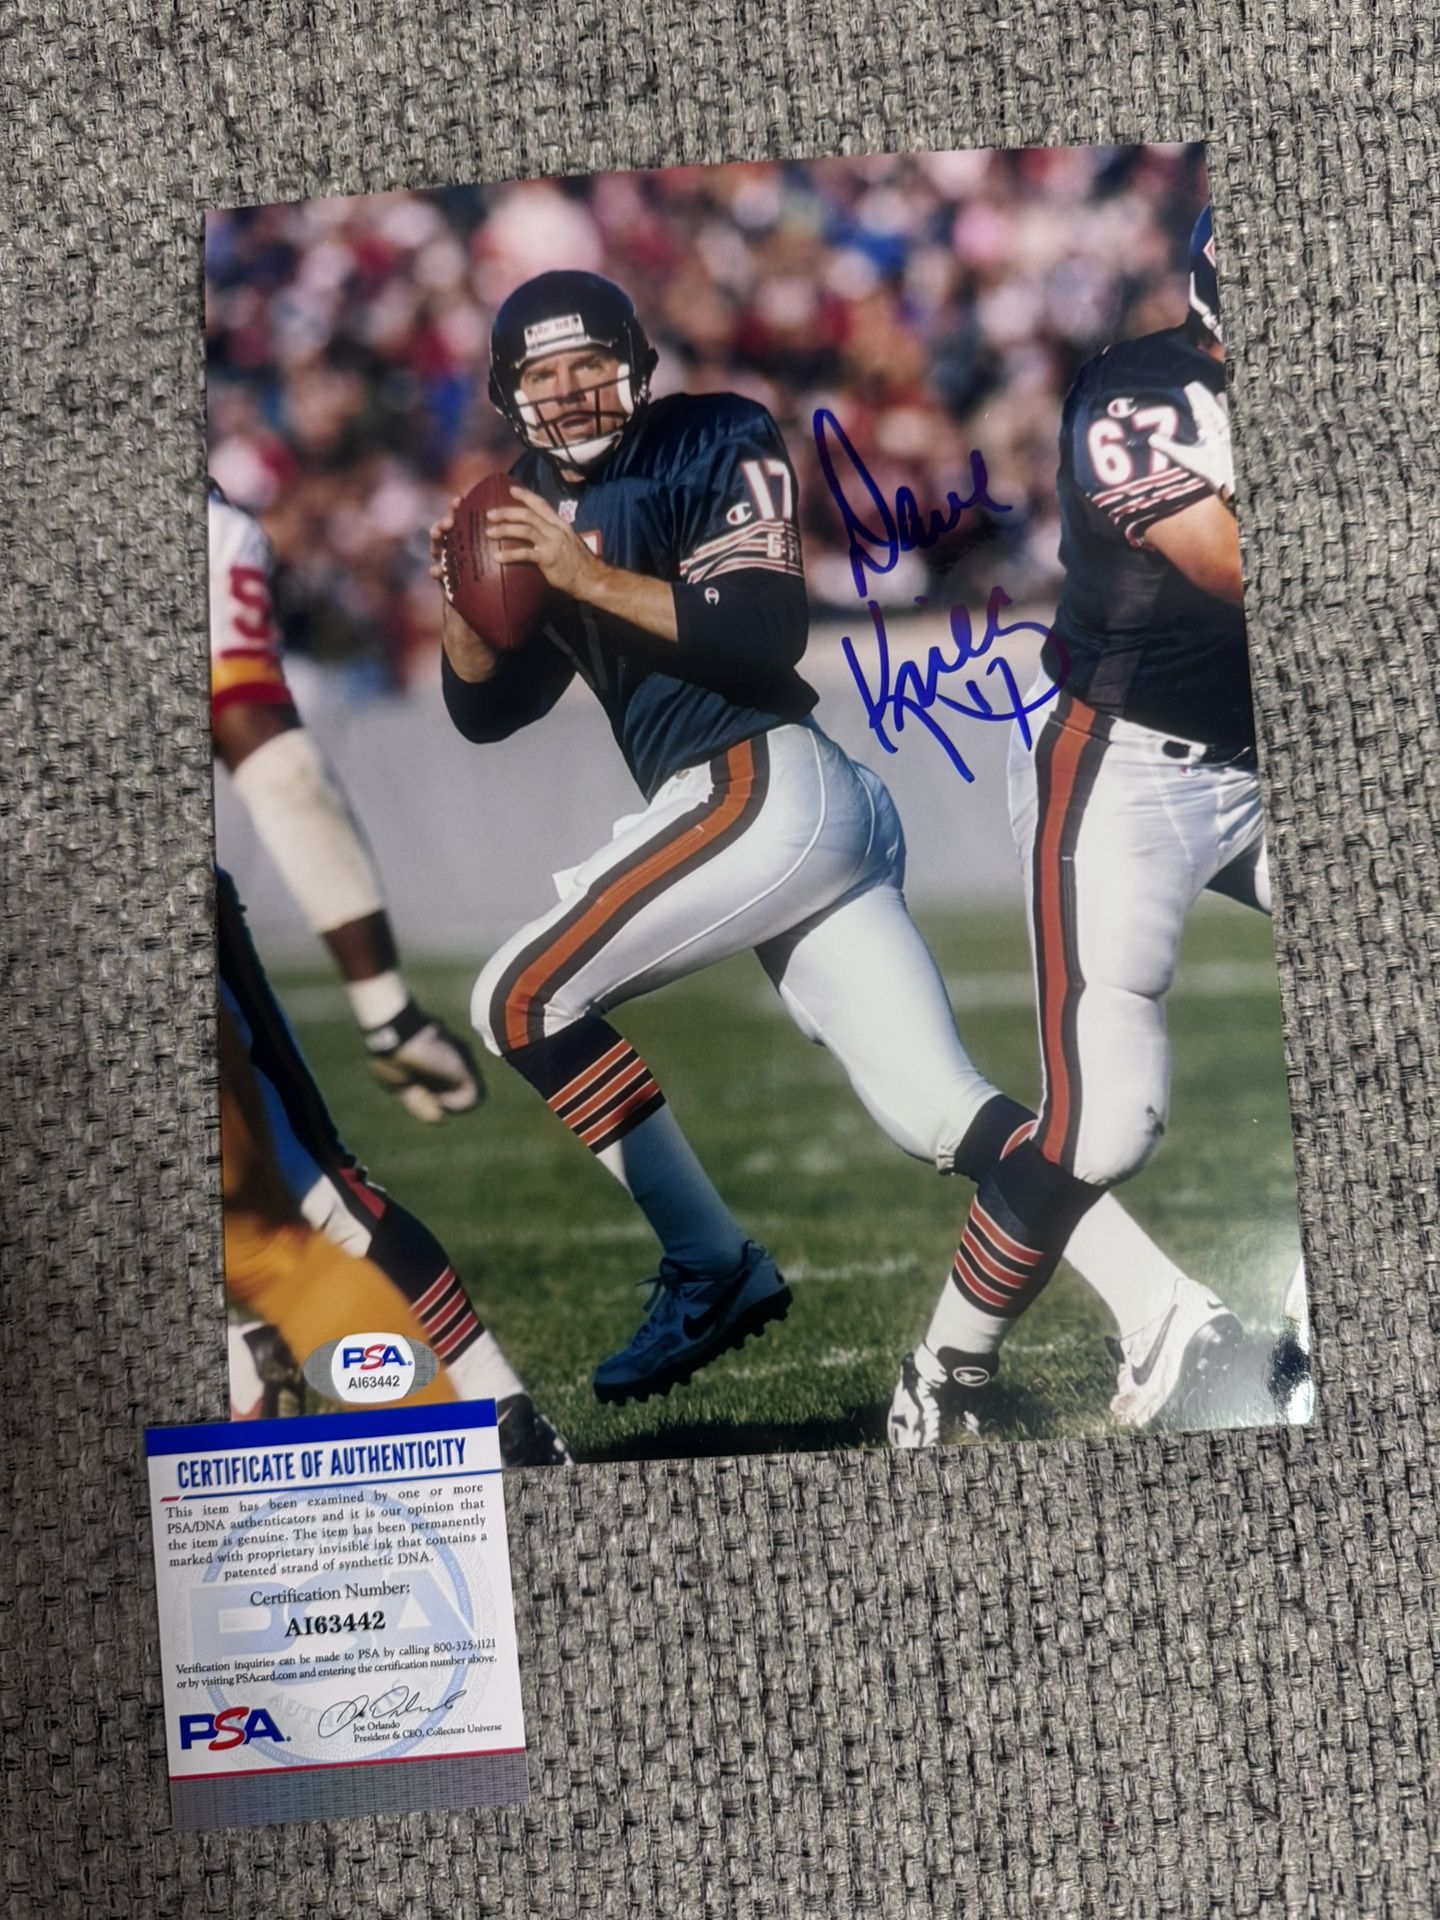 17
C
67
C
17
C
5
Dave
Krieg
17
PSA
AI63442
CERTIFICATE OF AUTHENTICITY
This item has been examined by one or more
PSA/DNA authenticators and it is our opinion that
the item is genuine. The item has been permanently
marked with proprietary invisible ink that contains a
patented strand of synthetic DNA.
Certification Number:
AI63442
Verification inquiries can be made to PSA by calling 800-325-1121
or by visiting PSAcard.com and entering the certification number above.
PSA.
Joe Orlando
President & CEO, Collectors Universe